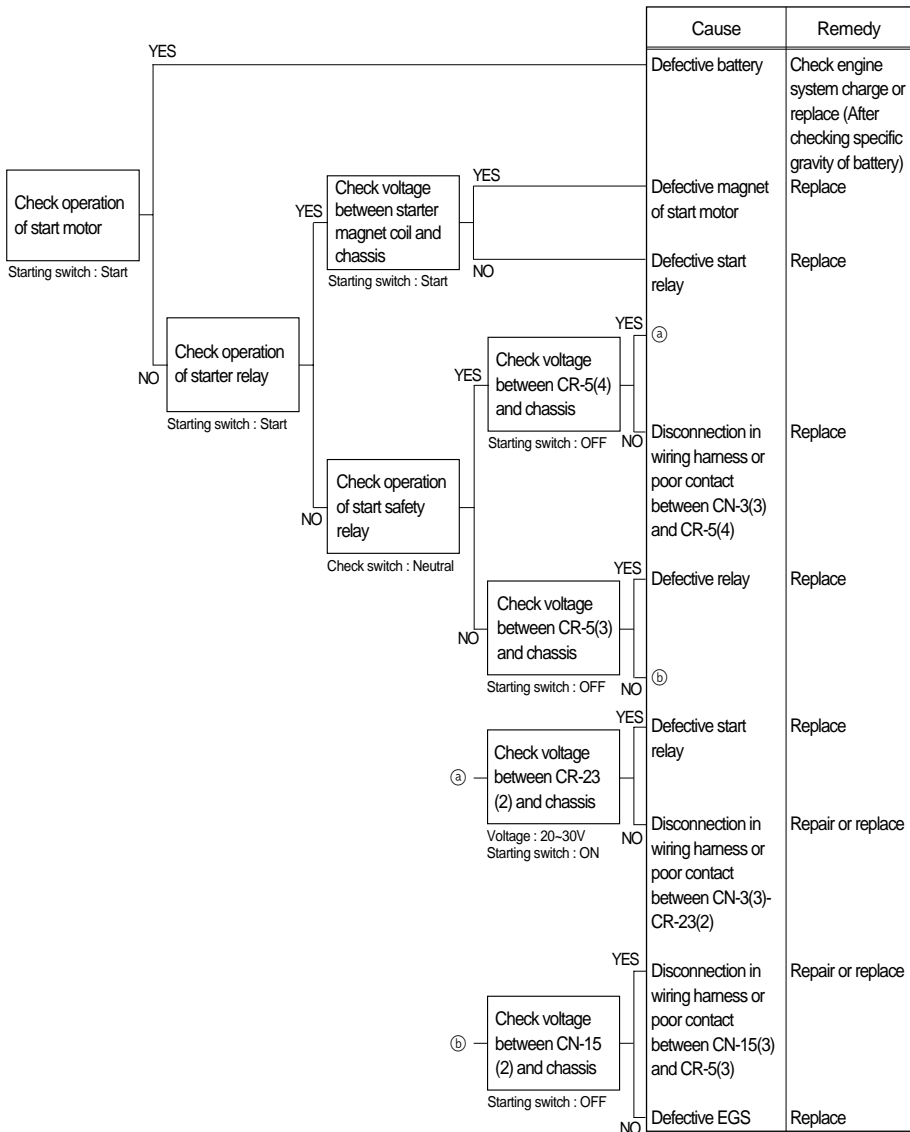 Cause
Remedy
YES
Defective battery
Check engine
system charge or
replace (After
checking specific
gravity of battery)
Check operation
of start motor
Starting switch : Start
YES
Check voltage
between starter
magnet coil and
chassis
Starting switch : Start
YES
Defective magnet
of start motor
Replace
NO
Defective start
relay
Replace
NO
Check operation
of starter relay
Starting switch : Start
NO
Check operation
of start safety
relay
Check switch : Neutral
YES
Check voltage
between CR-5(4)
and chassis
Starting switch : OFF
YES
ⓐ
NO
Disconnection in
wiring harness or
poor contact
between CN-3(3)
and CR-5(4)
Replace
NO
Check voltage
between CR-5(3)
and chassis
Starting switch : OFF
YES
Defective relay
Replace
NO
ⓑ
ⓐ
Check voltage
between CR-23
(2) and chassis
Voltage : 20~30V
Starting switch : ON
YES
Defective start
relay
Replace
NO
Disconnection in
wiring harness or
poor contact
between CN-3(3)-
CR-23(2)
Repair or replace
ⓑ
Check voltage
between CN-15
(2) and chassis
Starting switch : OFF
YES
Disconnection in
wiring harness or
poor contact
between CN-15(3)
and CR-5(3)
Repair or replace
NO
Defective EGS
Replace